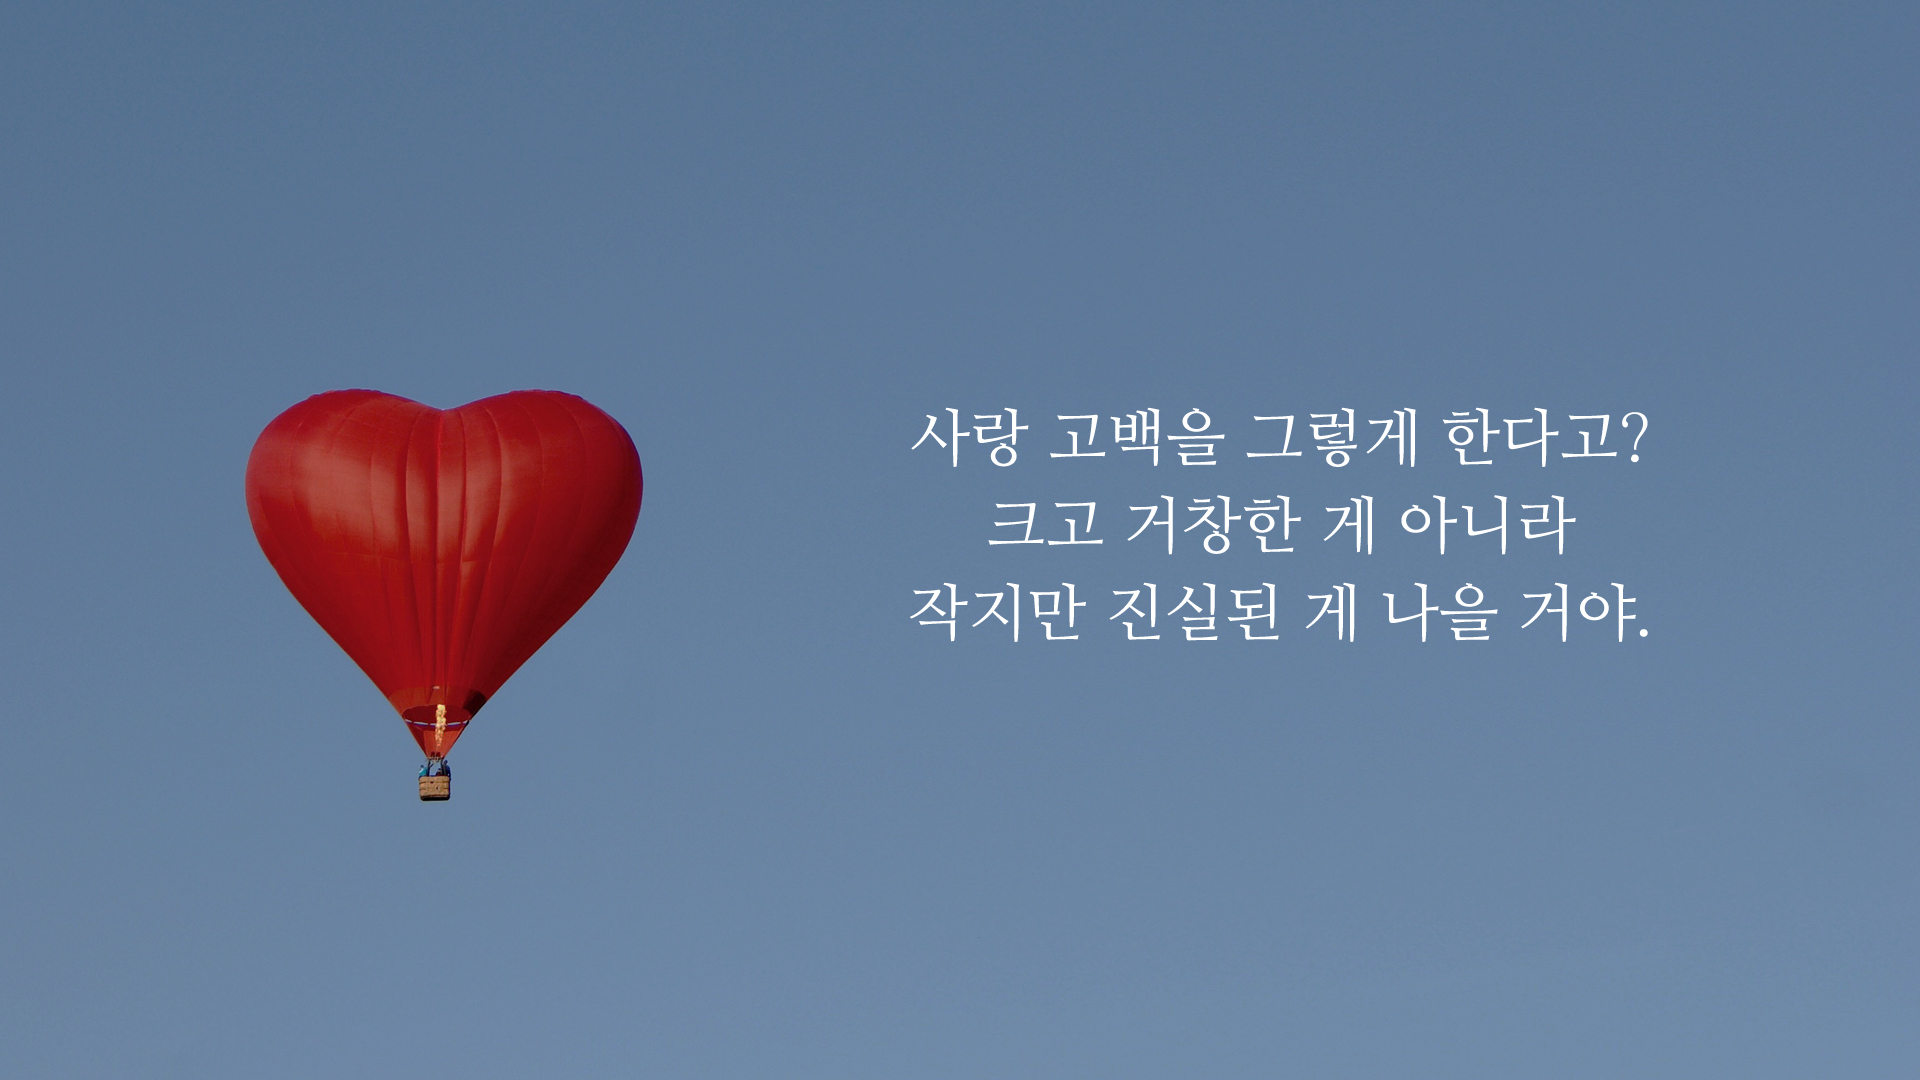 사랑 고백을 그렇게 한다고?
크고 거창한 게 아니라
작지만 진실된 게 나을 거야.